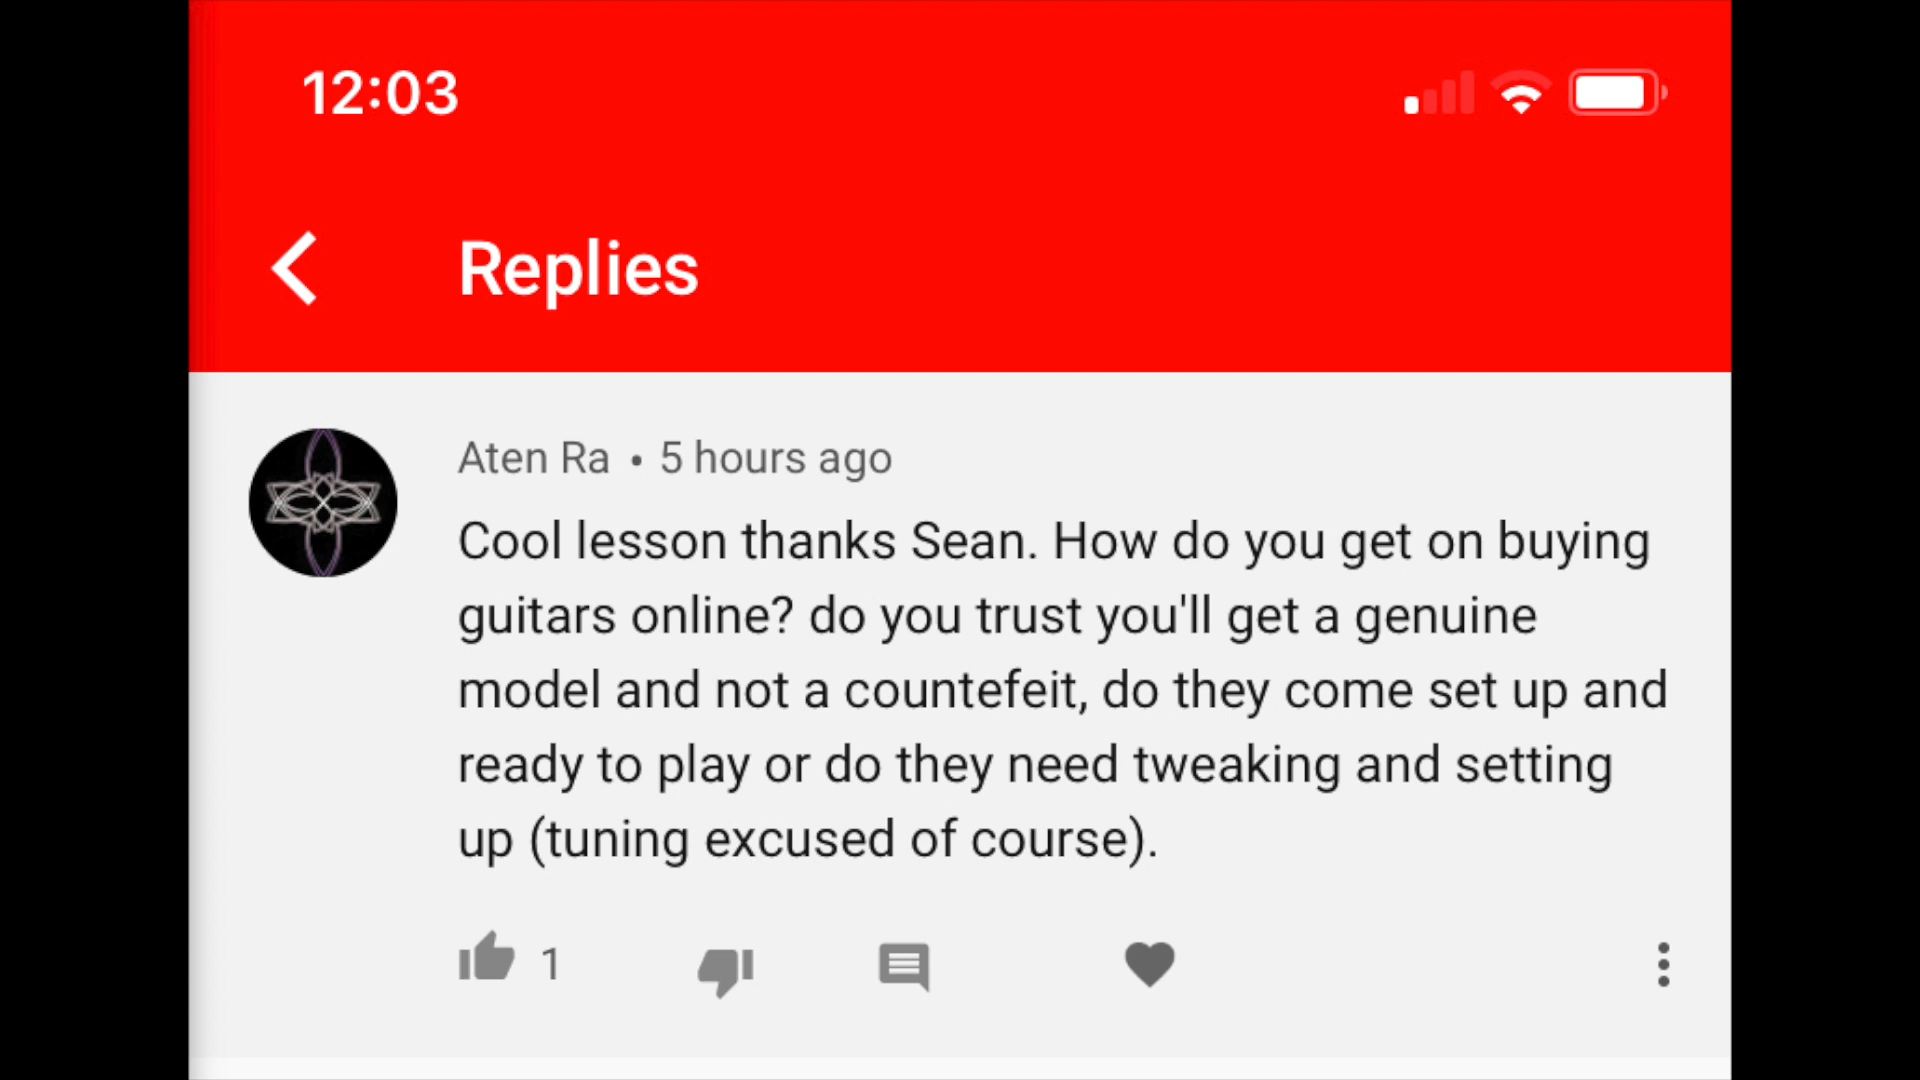 12:03
Replies
Aten Ra • 5 hours ago
Cool lesson thanks Sean. How do you get on buying
guitars online? do you trust you'll get a genuine
model and not a countefeit, do they come set up and
ready to play or do they need tweaking and setting
up (tuning excused of course).
1